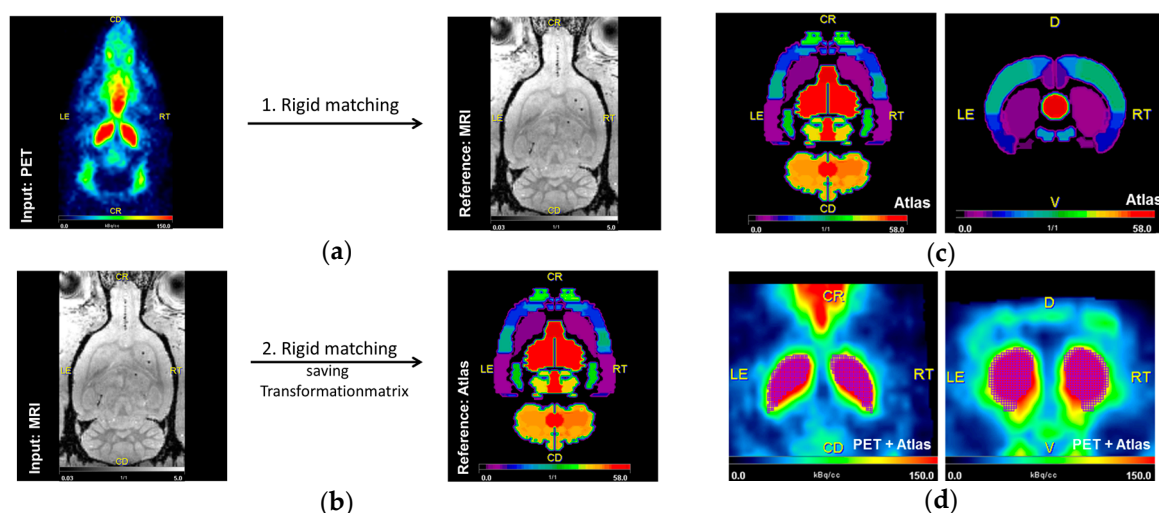 CD
LE
RT
Input: PET
CR
0.0 kBq/cc 150.0
1. Rigid matching
CR
LE
RT
Reference: MRI
CD
0.03 1/1 5.0
(a)
CR
LE
RT
Atlas
CD
0.0 1/1 58.0
D
LE
RT
Atlas
V
0.0 1/1 58.0
(c)
CR
LE
RT
Input: MRI
CD
0.03 1/1 5.0
2. Rigid matching
saving
Transformationmatrix
CR
LE
RT
Reference: Atlas
CD
0.0 1/1 58.0
(b)
CR
LE
RT
CD
PET + Atlas
0.0 kBq/cc 150.0
D
LE
RT
V
PET + Atlas
0.0 kBq/cc 150.0
(d)